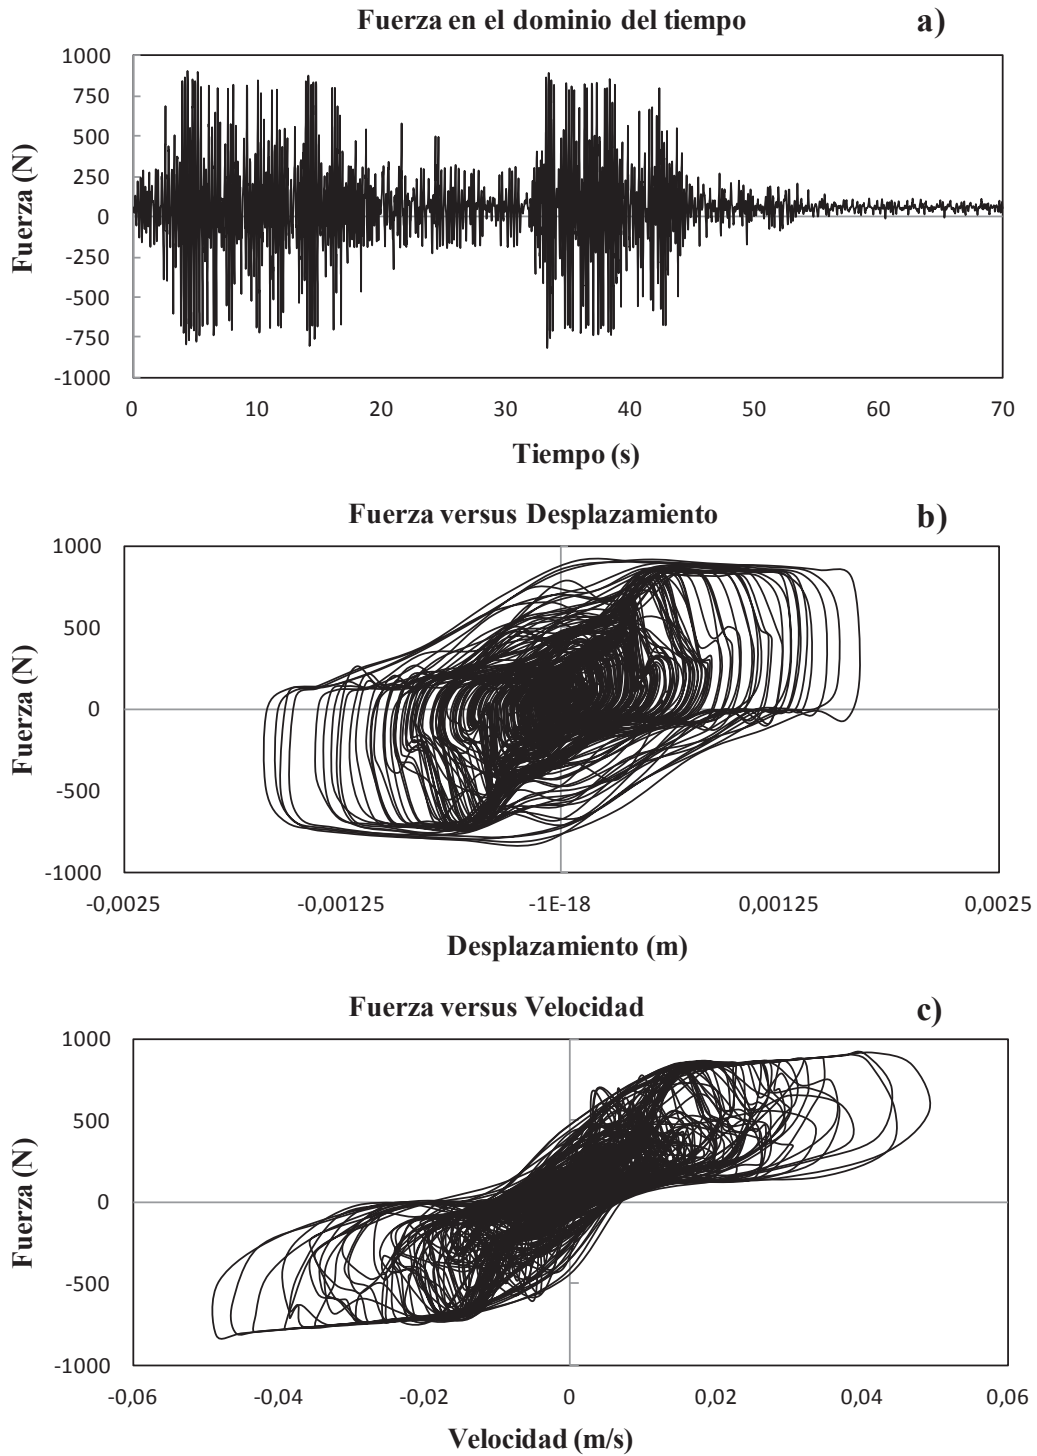 Fuerza en el dominio del tiempo a)
1000
750
500
250
0
-250
-500
-750
-1000
Fuerza (N)
0 10 20 30 40 50 60 70
Tiempo (s)
Fuerza versus Desplazamiento b)
1000
500
0
-500
-1000
Fuerza (N)
-0,0025 -0,00125 -1E-18 0,00125 0,0025
Desplazamiento (m)
Fuerza versus Velocidad c)
1000
500
0
-500
-1000
Fuerza (N)
-0,06 -0,04 -0,02 0 0,02 0,04 0,06
Velocidad (m/s)